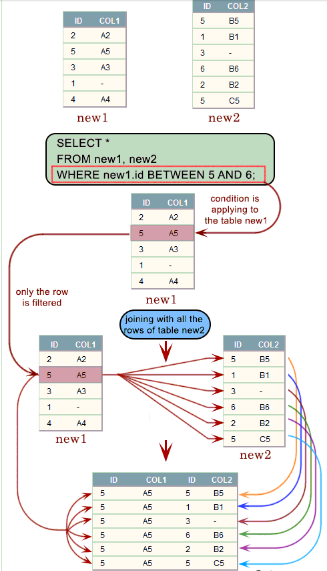 ID COL1
2 A2
5 A5
3 A3
1 -
4 A4
new1
ID COL2
5 B5
1 B1
3 -
6 B6
2 B2
5 C5
new2
SELECT *
FROM new1, new2
WHERE new1.id BETWEEN 5 AND 6;
condition is
applying to
the table new1
ID COL1
2 A2
5 A5
3 A3
1 -
4 A4
new1
only the row
is filtered
joining with all the
rows of table new2
ID COL1
2 A2
5 A5
3 A3
1 -
4 A4
new1
ID COL2
5 B5
1 B1
3 -
6 B6
2 B2
5 C5
new2
ID COL1 ID COL2
5 A5 5 B5
5 A5 1 B1
5 A5 3 -
5 A5 6 B6
5 A5 2 B2
5 A5 5 C5